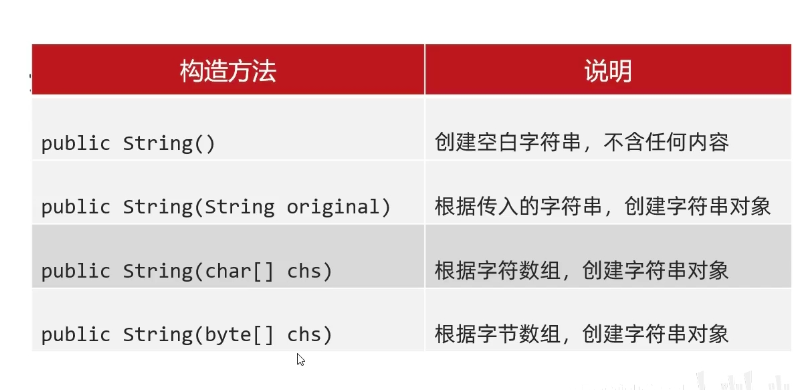 构造方法 说明
public String() 创建空白字符串，不含任何内容
public String(String original) 根据传入的字符串，创建字符串对象
public String(char[] chs) 根据字符数组，创建字符串对象
public String(byte[] chs) 根据字节数组，创建字符串对象